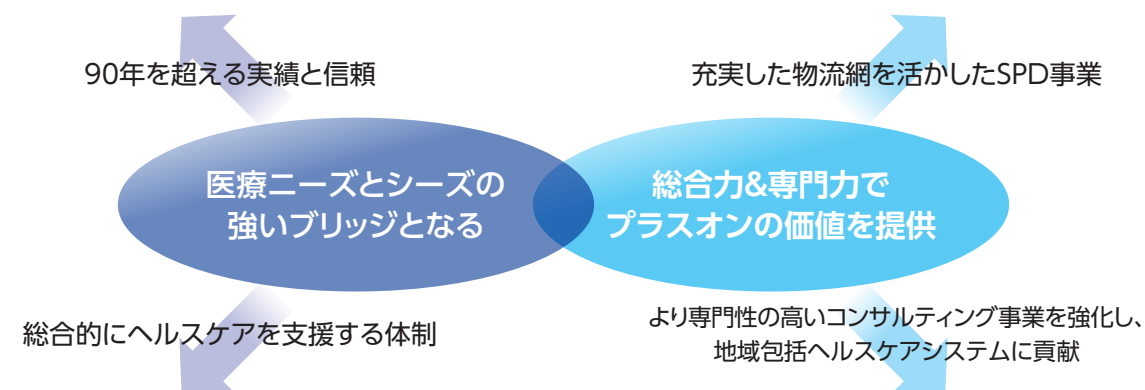 90年を超える実績と信頼
充実した物流網を活かしたSPD事業
医療ニーズとシーズの
強いブリッジとなる
総合力&専門力で
プラスオンの価値を提供
総合的にヘルスケアを支援する体制
より専門性の高いコンサルティング事業を強化し、
地域包括ヘルスケアシステムに貢献